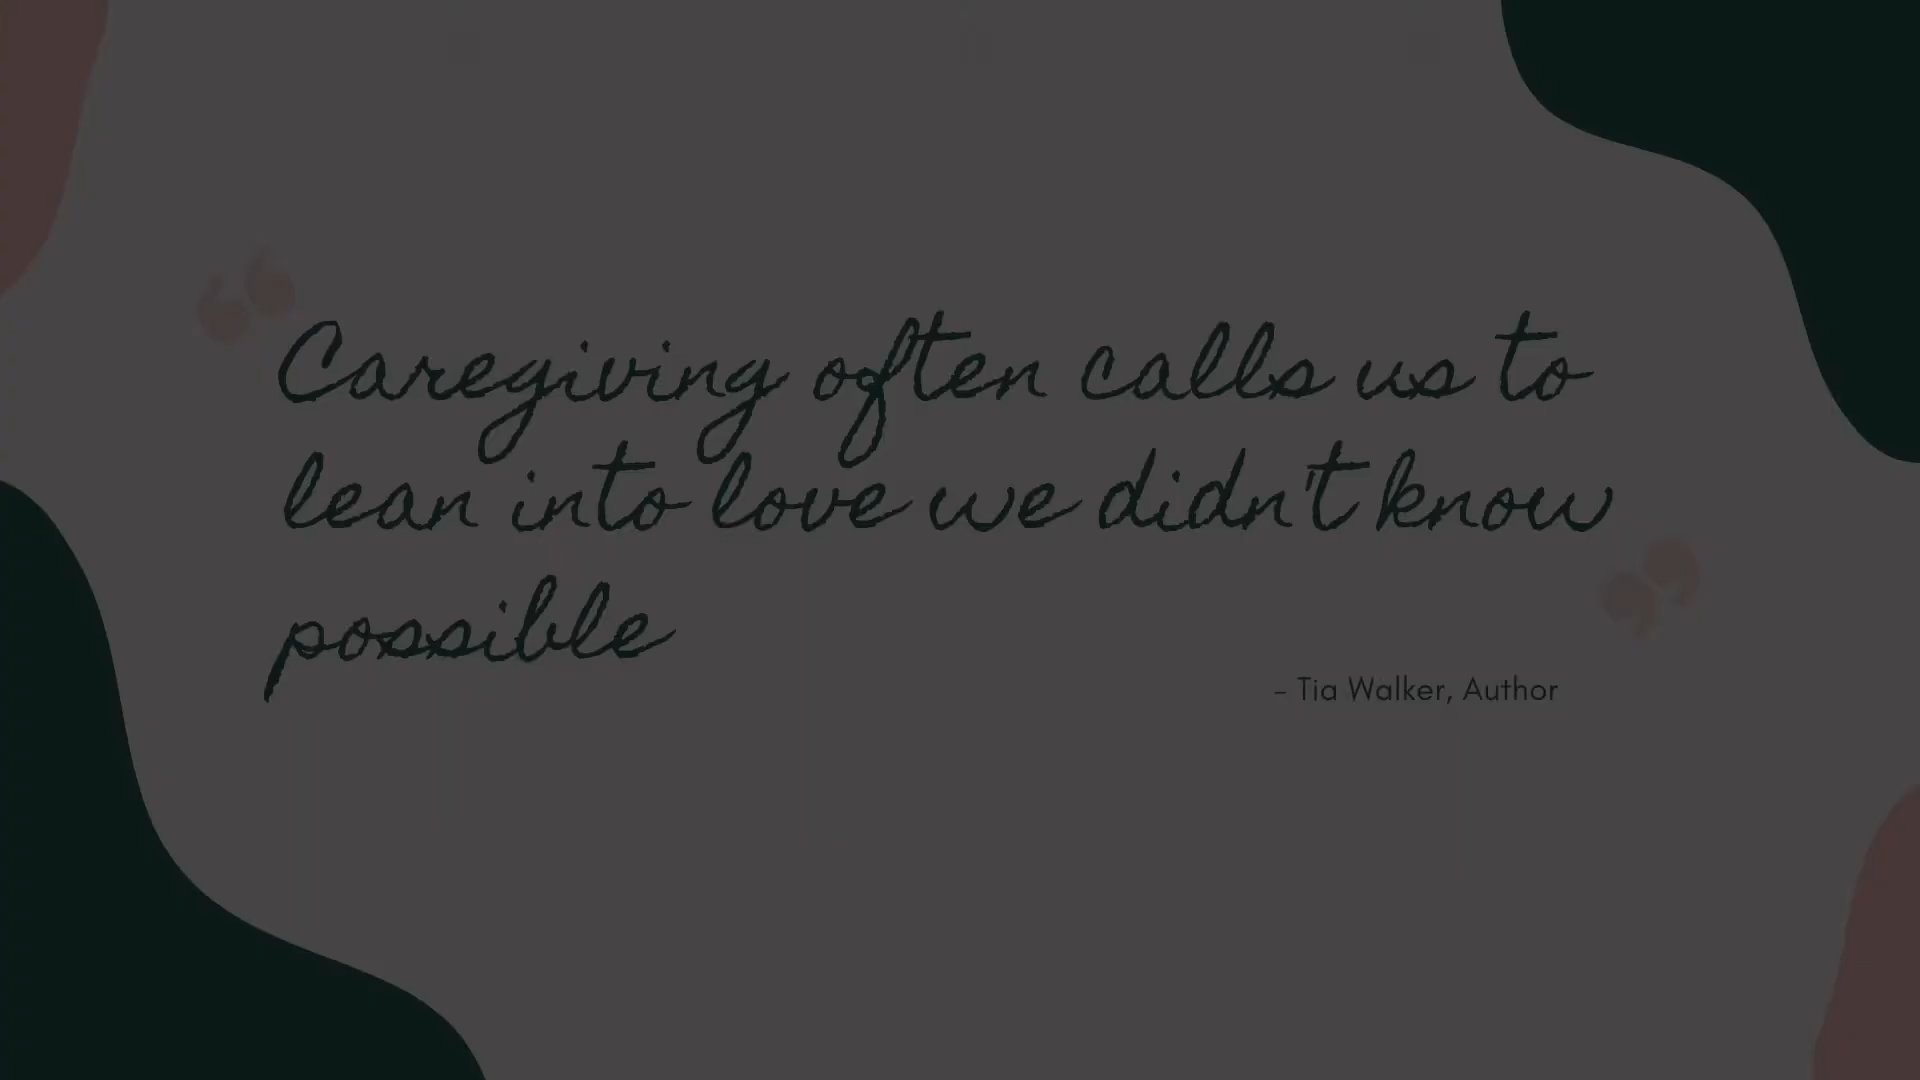 Caregiving often calls us to
lean into love we didn't know
possible
- Tia Walker, Author